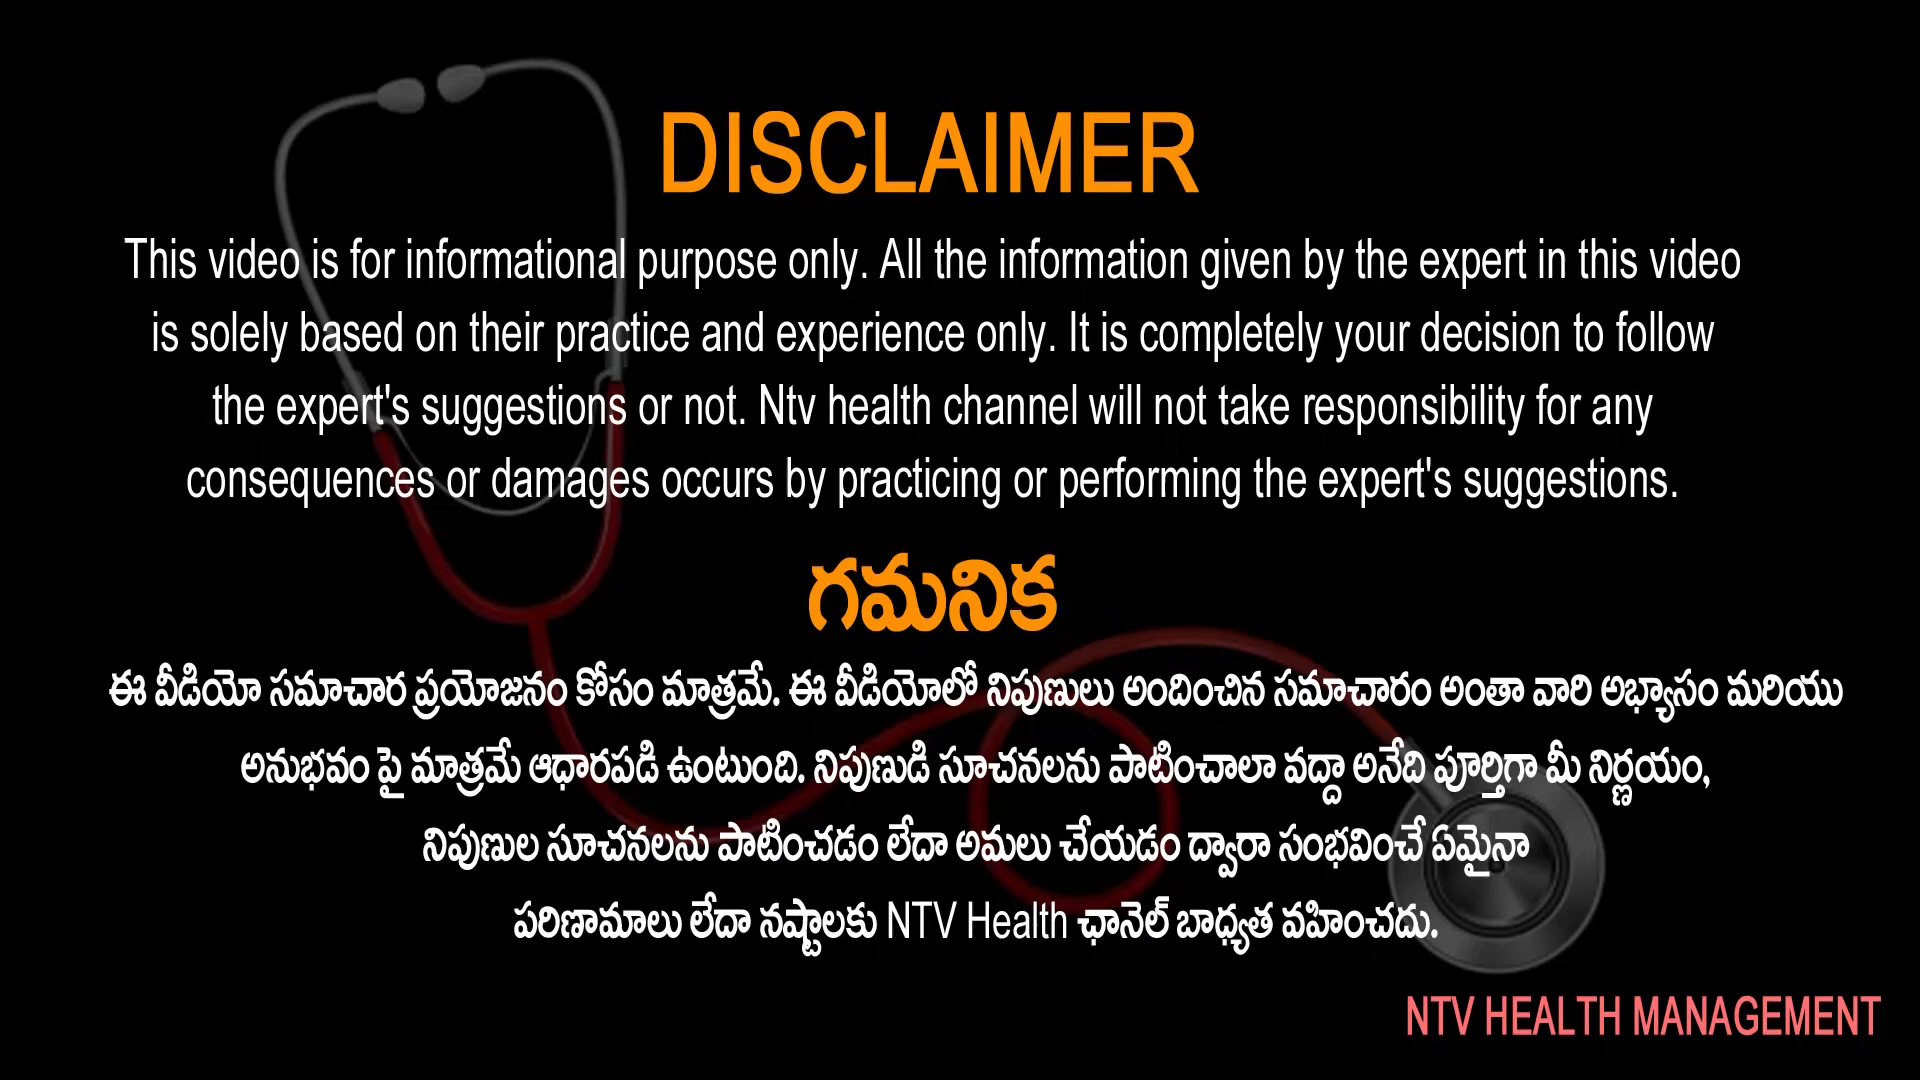 DISCLAIMER
This video is for informational purpose only. All the information given by the expert in this video
is solely based on their practice and experience only. It is completely your decision to follow
the expert's suggestions or not. Ntv health channel will not take responsibility for any
consequences or damages occurs by practicing or performing the expert's suggestions.
గమనిక
ఈ వీడియో సమాచార ప్రయోజనం కోసం మాత్రమే. ఈ వీడియోలో నిపుణులు అందించిన సమాచారం అంతా వారి అభ్యాసం మరియు
అనుభవం పై మాత్రమే ఆధారపడి ఉంటుంది. నిపుణుడి సూచనలను పాటించాలా వద్దా అనేది పూర్తిగా మీ నిర్ణయం,
నిపుణుల సూచనలను పాటించడం లేదా అమలు చేయడం ద్వారా సంభవించే ఏమైనా
పరిణామాలు లేదా నష్టాలకు NTV Health ఛానెల్ బాధ్యత వహించదు.
NTV HEALTH MANAGEMENT